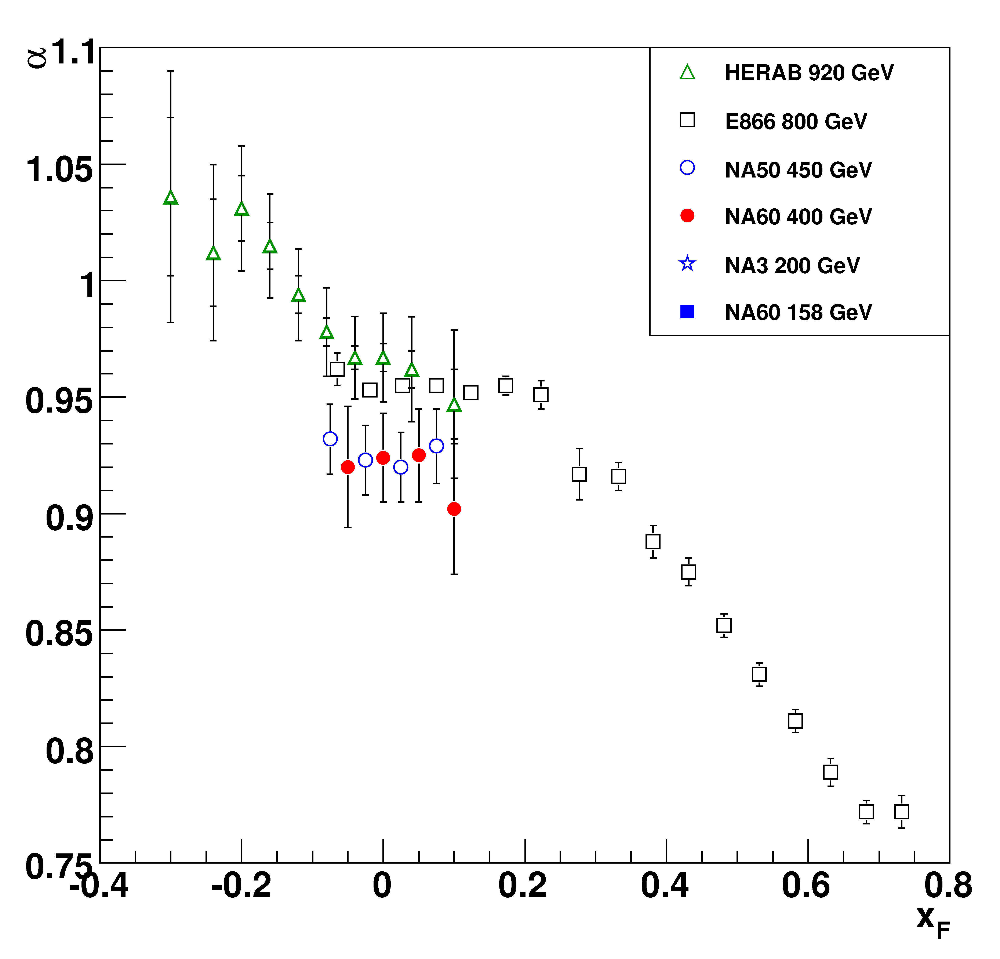 α
1.1
1.05
1
0.95
0.9
0.85
0.8
0.75
HERAB 920 GeV
E866 800 GeV
NA50 450 GeV
NA60 400 GeV
NA3 200 GeV
NA60 158 GeV
-0.4 -0.2 0 0.2 0.4 0.6 0.8
x_F